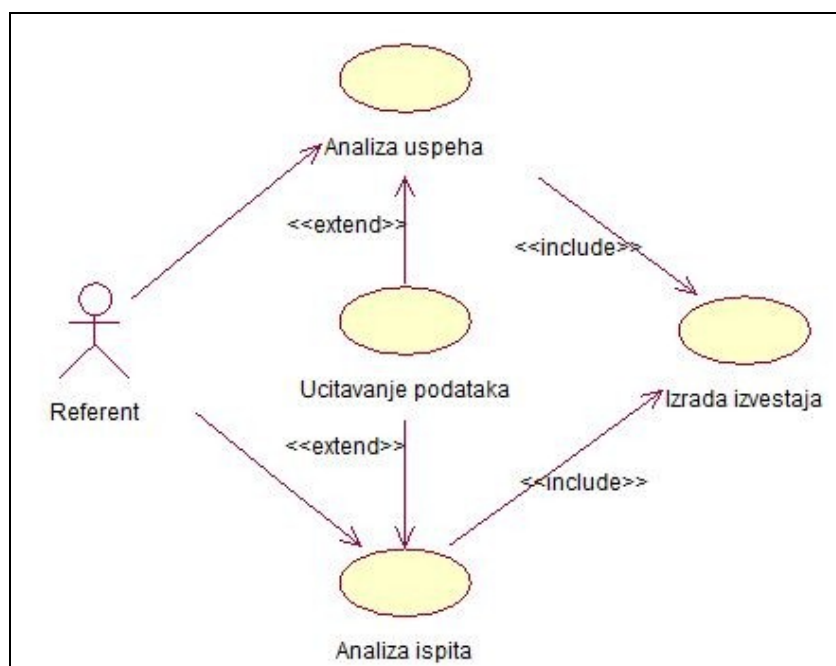 Analiza uspeha
<<extend>>
<<include>>
Referent
Ucitavanje podataka
Izrada izvestaja
<<extend>>
<<include>>
Analiza ispita